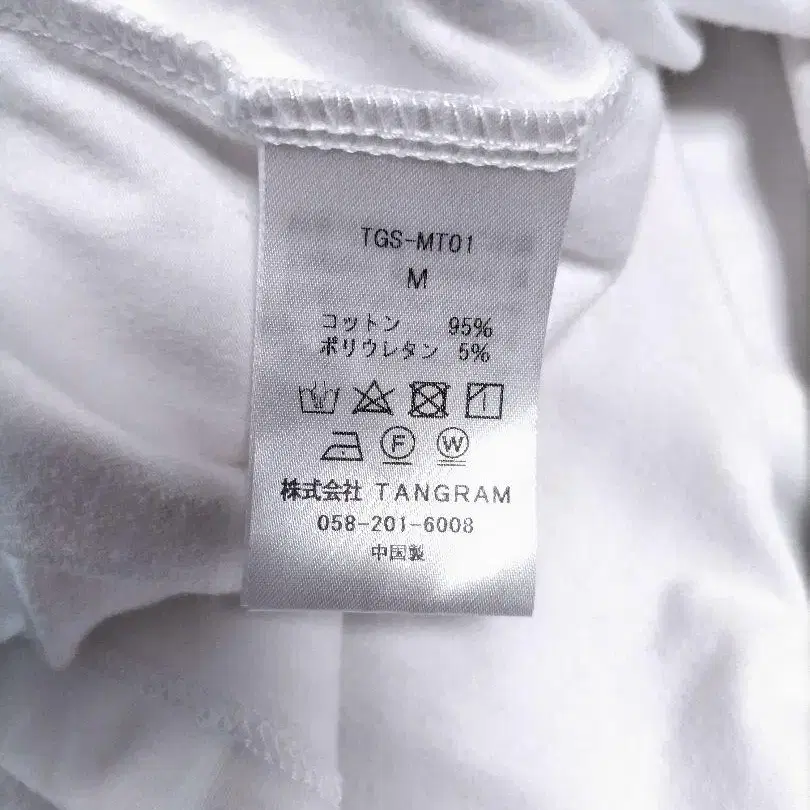 TGS-MT01
M
コットン 95%
ポリウレタン 5%
F W
株式会社 TANGRAM
058-201-6008
中国製